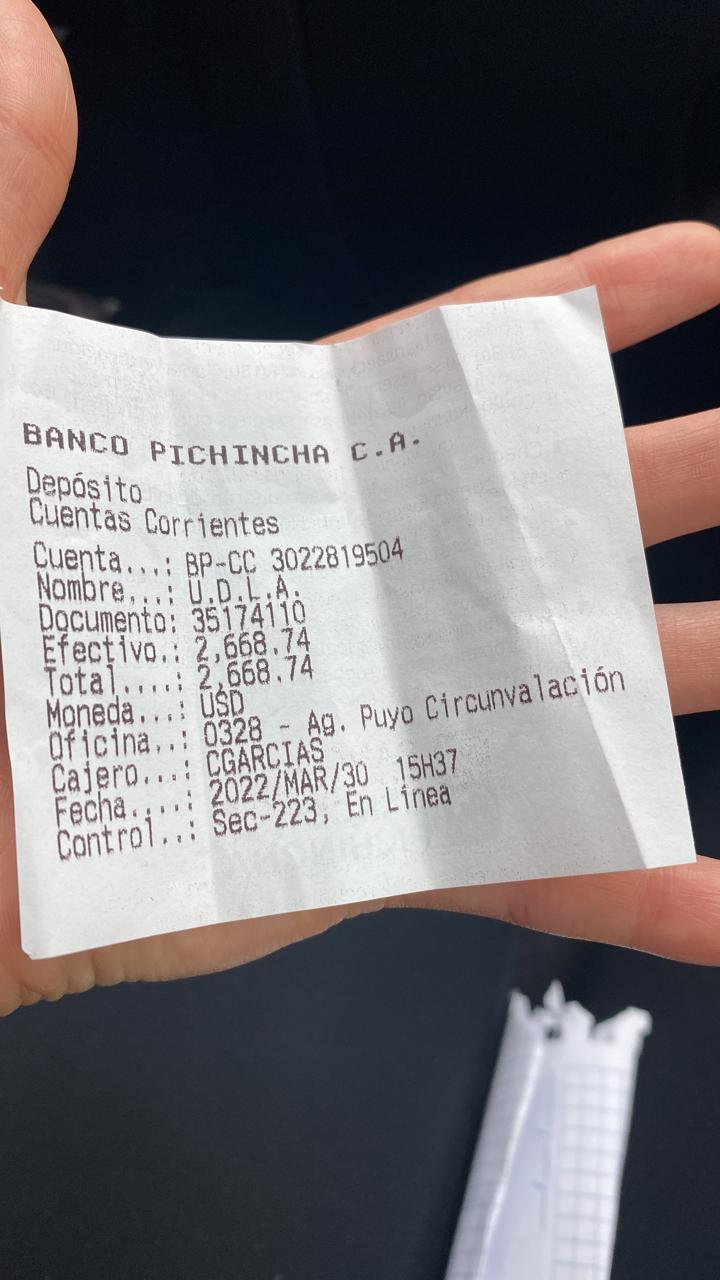 BANCO PICHINCHA C.A.
Depósito
Cuentas Corrientes
Cuenta...: BP-CC 3022819504
Nombre...: U.D.L.A.
Documento: 35174110
Efectivo.: 2,668.74
Total....: 2,668.74
Moneda...: USD
Oficina..: 0328 - Ag. Puyo Circunvalación
Cajero...: CGARCIAS
Fecha....: 2022/MAR/30 15H37
Control..: Sec-223, En Línea